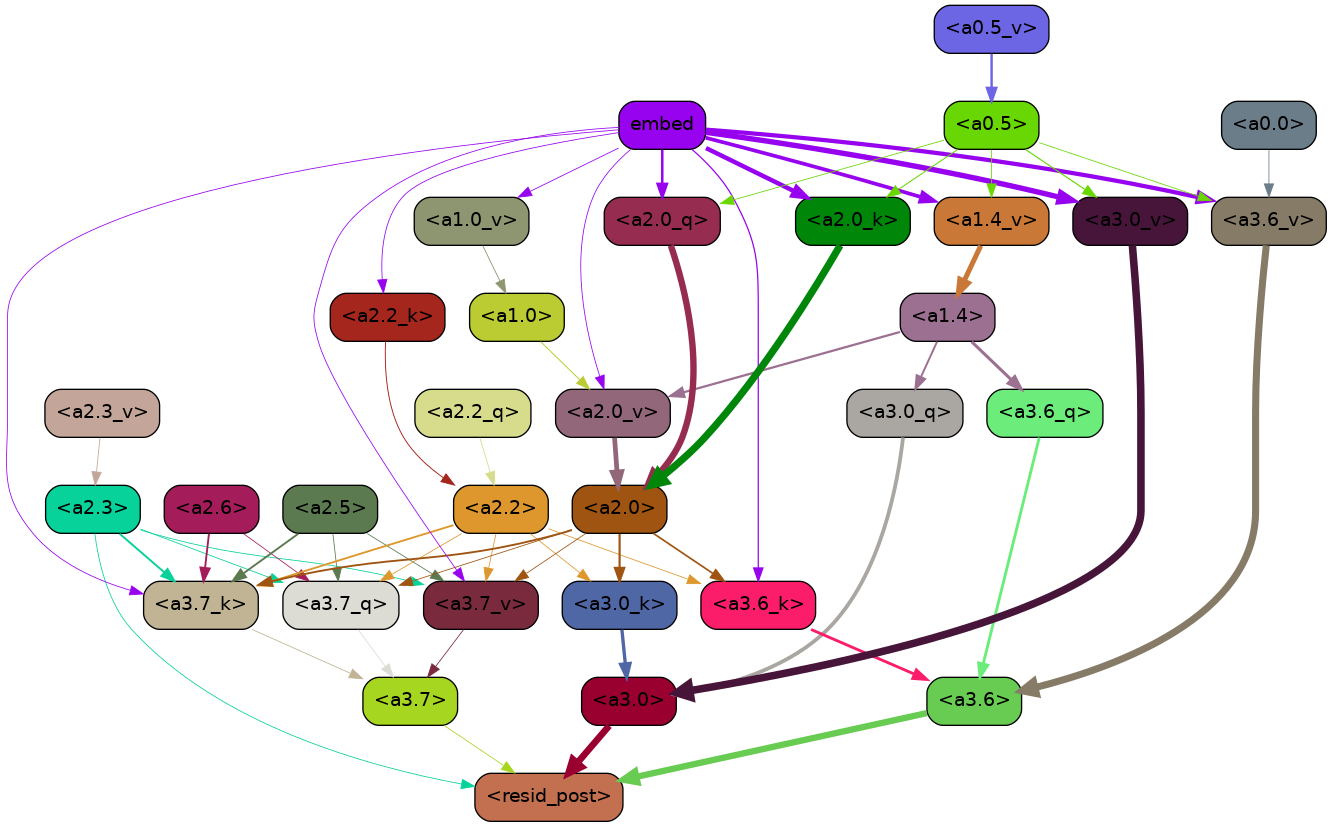 <a0.5_v>
embed
<a0.5>
<a0.0>
<a1.0_v>
<a2.0_q>
<a2.0_k>
<a1.4_v>
<a3.0_v>
<a3.6_v>
<a2.2_k>
<a1.0>
<a1.4>
<a2.3_v>
<a2.2_q>
<a2.0_v>
<a3.0_q>
<a3.6_q>
<a2.3>
<a2.6>
<a2.5>
<a2.2>
<a2.0>
<a3.7_k>
<a3.7_q>
<a3.7_v>
<a3.0_k>
<a3.6_k>
<a3.7>
<a3.0>
<a3.6>
<resid_post>